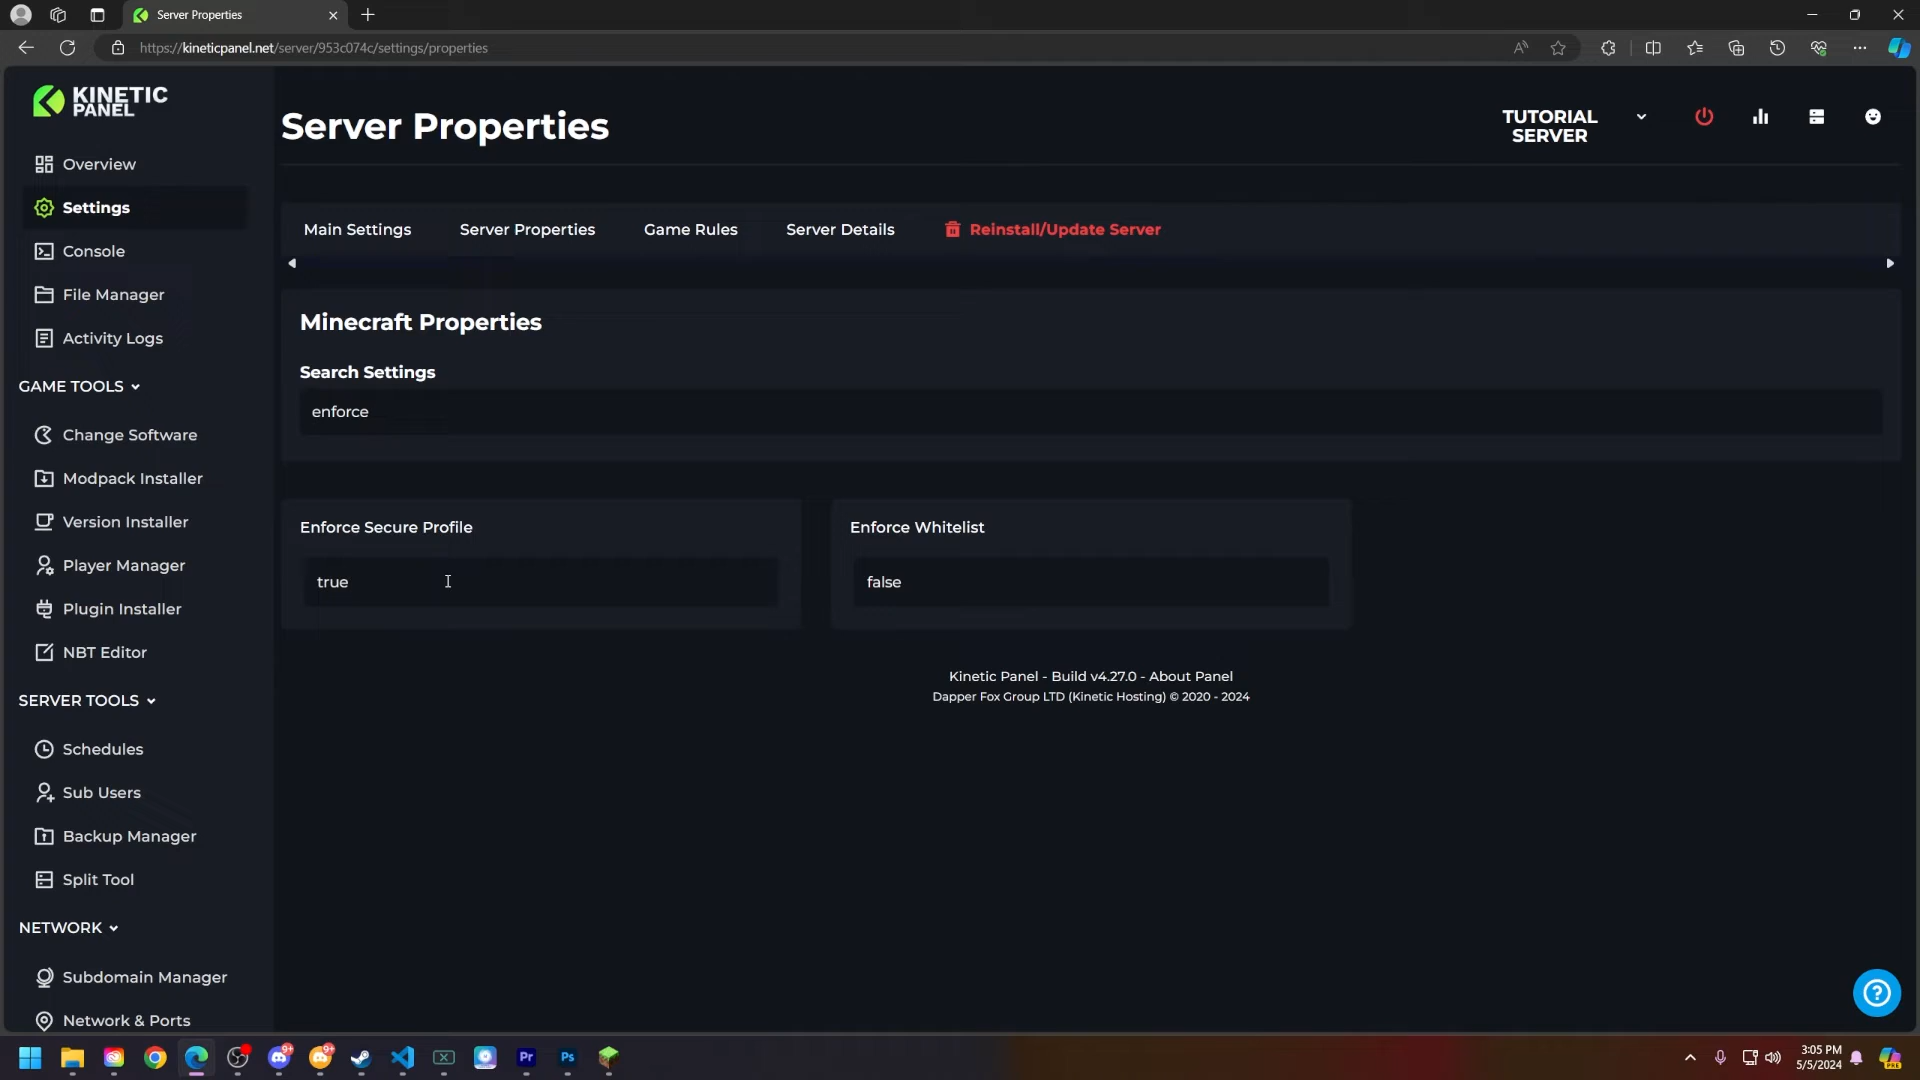 Server Properties
https://kineticpanel.net/server/953c074c/settings/properties
KINETIC
PANEL
Overview
Settings
Console
File Manager
Activity Logs
GAME TOOLS
Change Software
Modpack Installer
Version Installer
Player Manager
Plugin Installer
NBT Editor
SERVER TOOLS
Schedules
Sub Users
Backup Manager
Split Tool
NETWORK
Subdomain Manager
Network & Ports
Server Properties
TUTORIAL
SERVER
Main Settings
Server Properties
Game Rules
Server Details
Reinstall/Update Server
Minecraft Properties
Search Settings
enforce
Enforce Secure Profile
true
Enforce Whitelist
false
Kinetic Panel - Build v4.27.0 - About Panel
Dapper Fox Group LTD (Kinetic Hosting) © 2020 - 2024
9+
9+
Pr
Ps
3:05 PM
5/5/2024
PRE